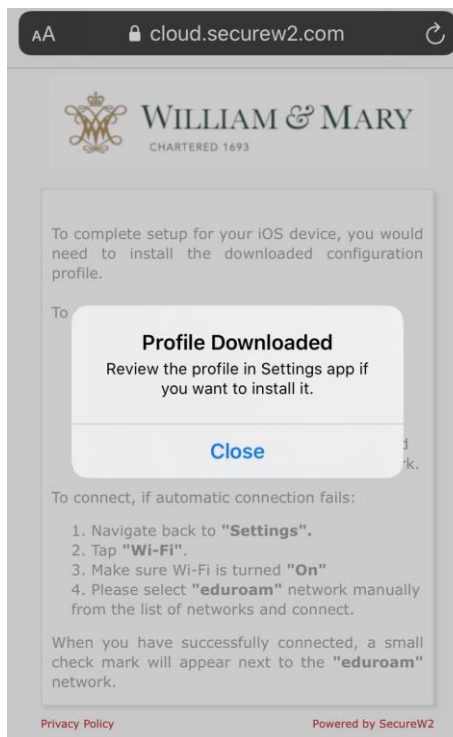 AA
cloud.securew2.com
WILLIAM & MARY
CHARTERED 1693
To complete setup for your iOS device, you would
need to install the downloaded configuration
profile.
To
Profile Downloaded
Review the profile in Settings app if
you want to install it.
Close
To connect, if automatic connection fails:
1. Navigate back to "Settings".
2. Tap "Wi-Fi".
3. Make sure Wi-Fi is turned "On"
4. Please select "eduroam" network manually
from the list of networks and connect.
When you have successfully connected, a small
check mark will appear next to the "eduroam"
network.
Privacy Policy
Powered by SecureW2